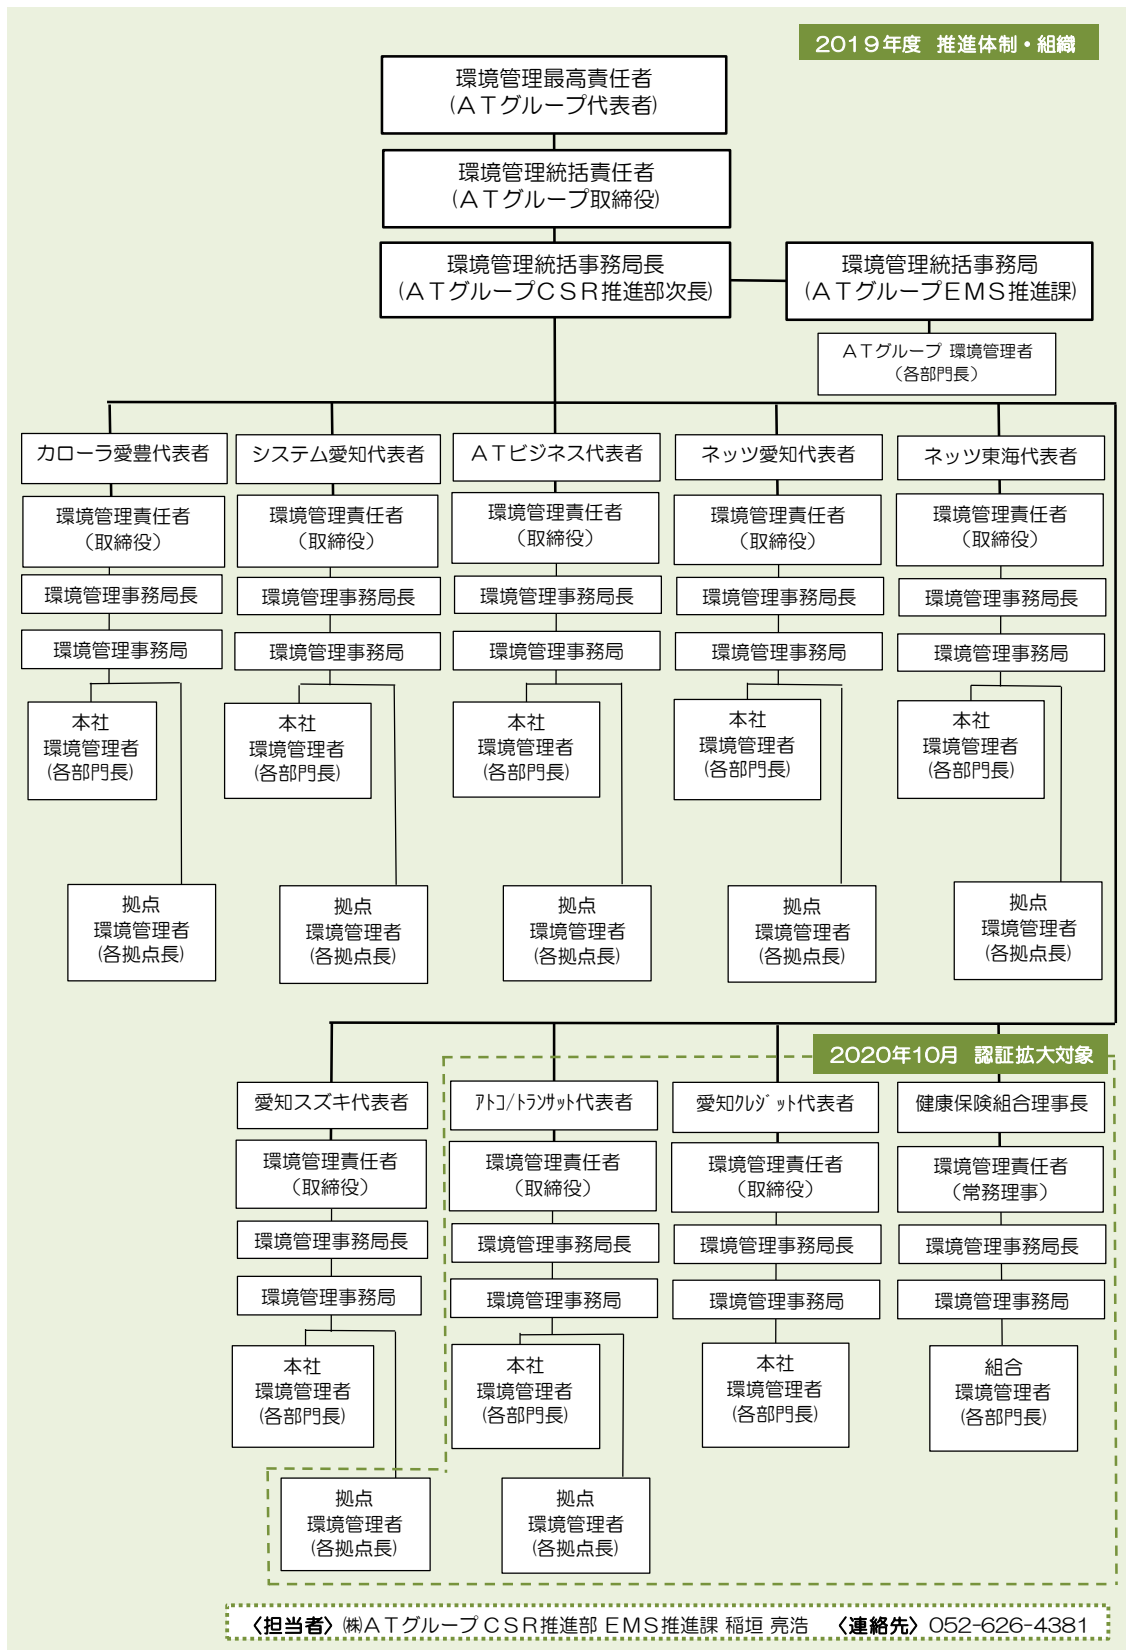 2019年度 推進体制・組織
環境管理最高責任者
(ATグループ代表者)
環境管理統括責任者
(ATグループ取締役)
環境管理統括事務局長
(ATグループCSR推進部次長)
環境管理統括事務局
(ATグループEMS推進課)
ATグループ 環境管理者
（各部門長）
カローラ愛豊代表者
環境管理責任者
（取締役）
環境管理事務局長
環境管理事務局
本社
環境管理者
(各部門長)
拠点
環境管理者
(各拠点長)
システム愛知代表者
環境管理責任者
（取締役）
環境管理事務局長
環境管理事務局
本社
環境管理者
(各部門長)
拠点
環境管理者
(各拠点長)
ATビジネス代表者
環境管理責任者
（取締役）
環境管理事務局長
環境管理事務局
本社
環境管理者
(各部門長)
拠点
環境管理者
(各拠点長)
ネッツ愛知代表者
環境管理責任者
（取締役）
環境管理事務局長
環境管理事務局
本社
環境管理者
(各部門長)
拠点
環境管理者
(各拠点長)
ネッツ東海代表者
環境管理責任者
（取締役）
環境管理事務局長
環境管理事務局
本社
環境管理者
(各部門長)
拠点
環境管理者
(各拠点長)
2020年10月 認証拡大対象
愛知スズキ代表者
環境管理責任者
（取締役）
環境管理事務局長
環境管理事務局
本社
環境管理者
(各部門長)
拠点
環境管理者
(各拠点長)
ｱﾄｺ/ﾄﾗﾝｻｯﾄ代表者
環境管理責任者
（取締役）
環境管理事務局長
環境管理事務局
本社
環境管理者
(各部門長)
拠点
環境管理者
(各拠点長)
愛知ｸﾚｼﾞｯﾄ代表者
環境管理責任者
（取締役）
環境管理事務局長
環境管理事務局
本社
環境管理者
(各部門長)
健康保険組合理事長
環境管理責任者
（常務理事）
環境管理事務局長
環境管理事務局
組合
環境管理者
(各部門長)
〈担当者〉㈱ATグループ CSR推進部 EMS推進課 稲垣 亮浩 〈連絡先〉052-626-4381